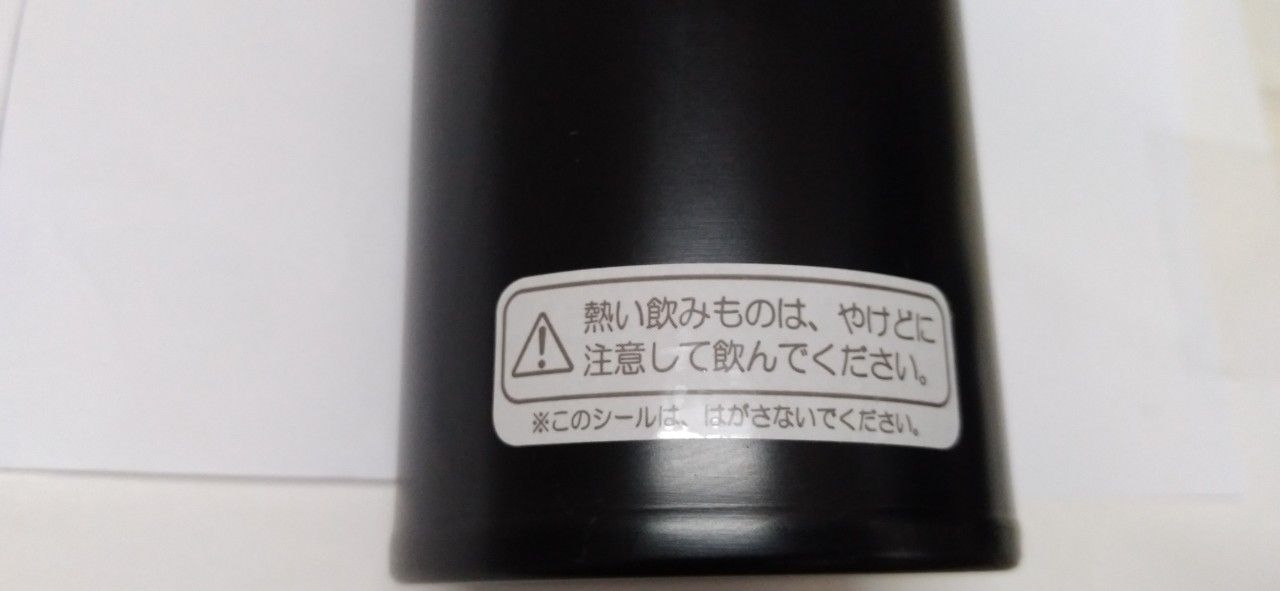 熱い飲みものは、やけどに
注意して飲んでください。
※このシールは、はがさないでください。